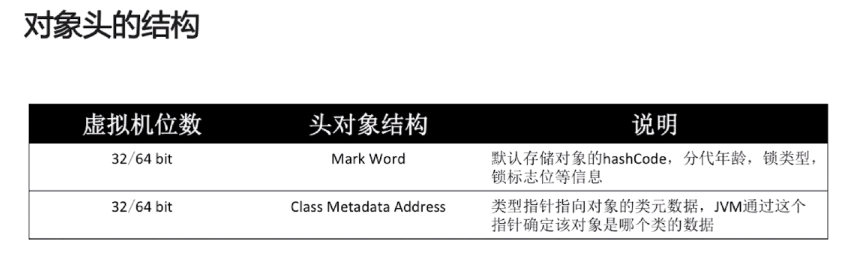 对象头的结构
虚拟机位数 头对象结构 说明
32/64 bit Mark Word 默认存储对象的hashCode，分代年龄，锁类型，
锁标志位等信息
32/64 bit Class Metadata Address 类型指针指向对象的类元数据，JVM通过这个
指针确定该对象是哪个类的数据